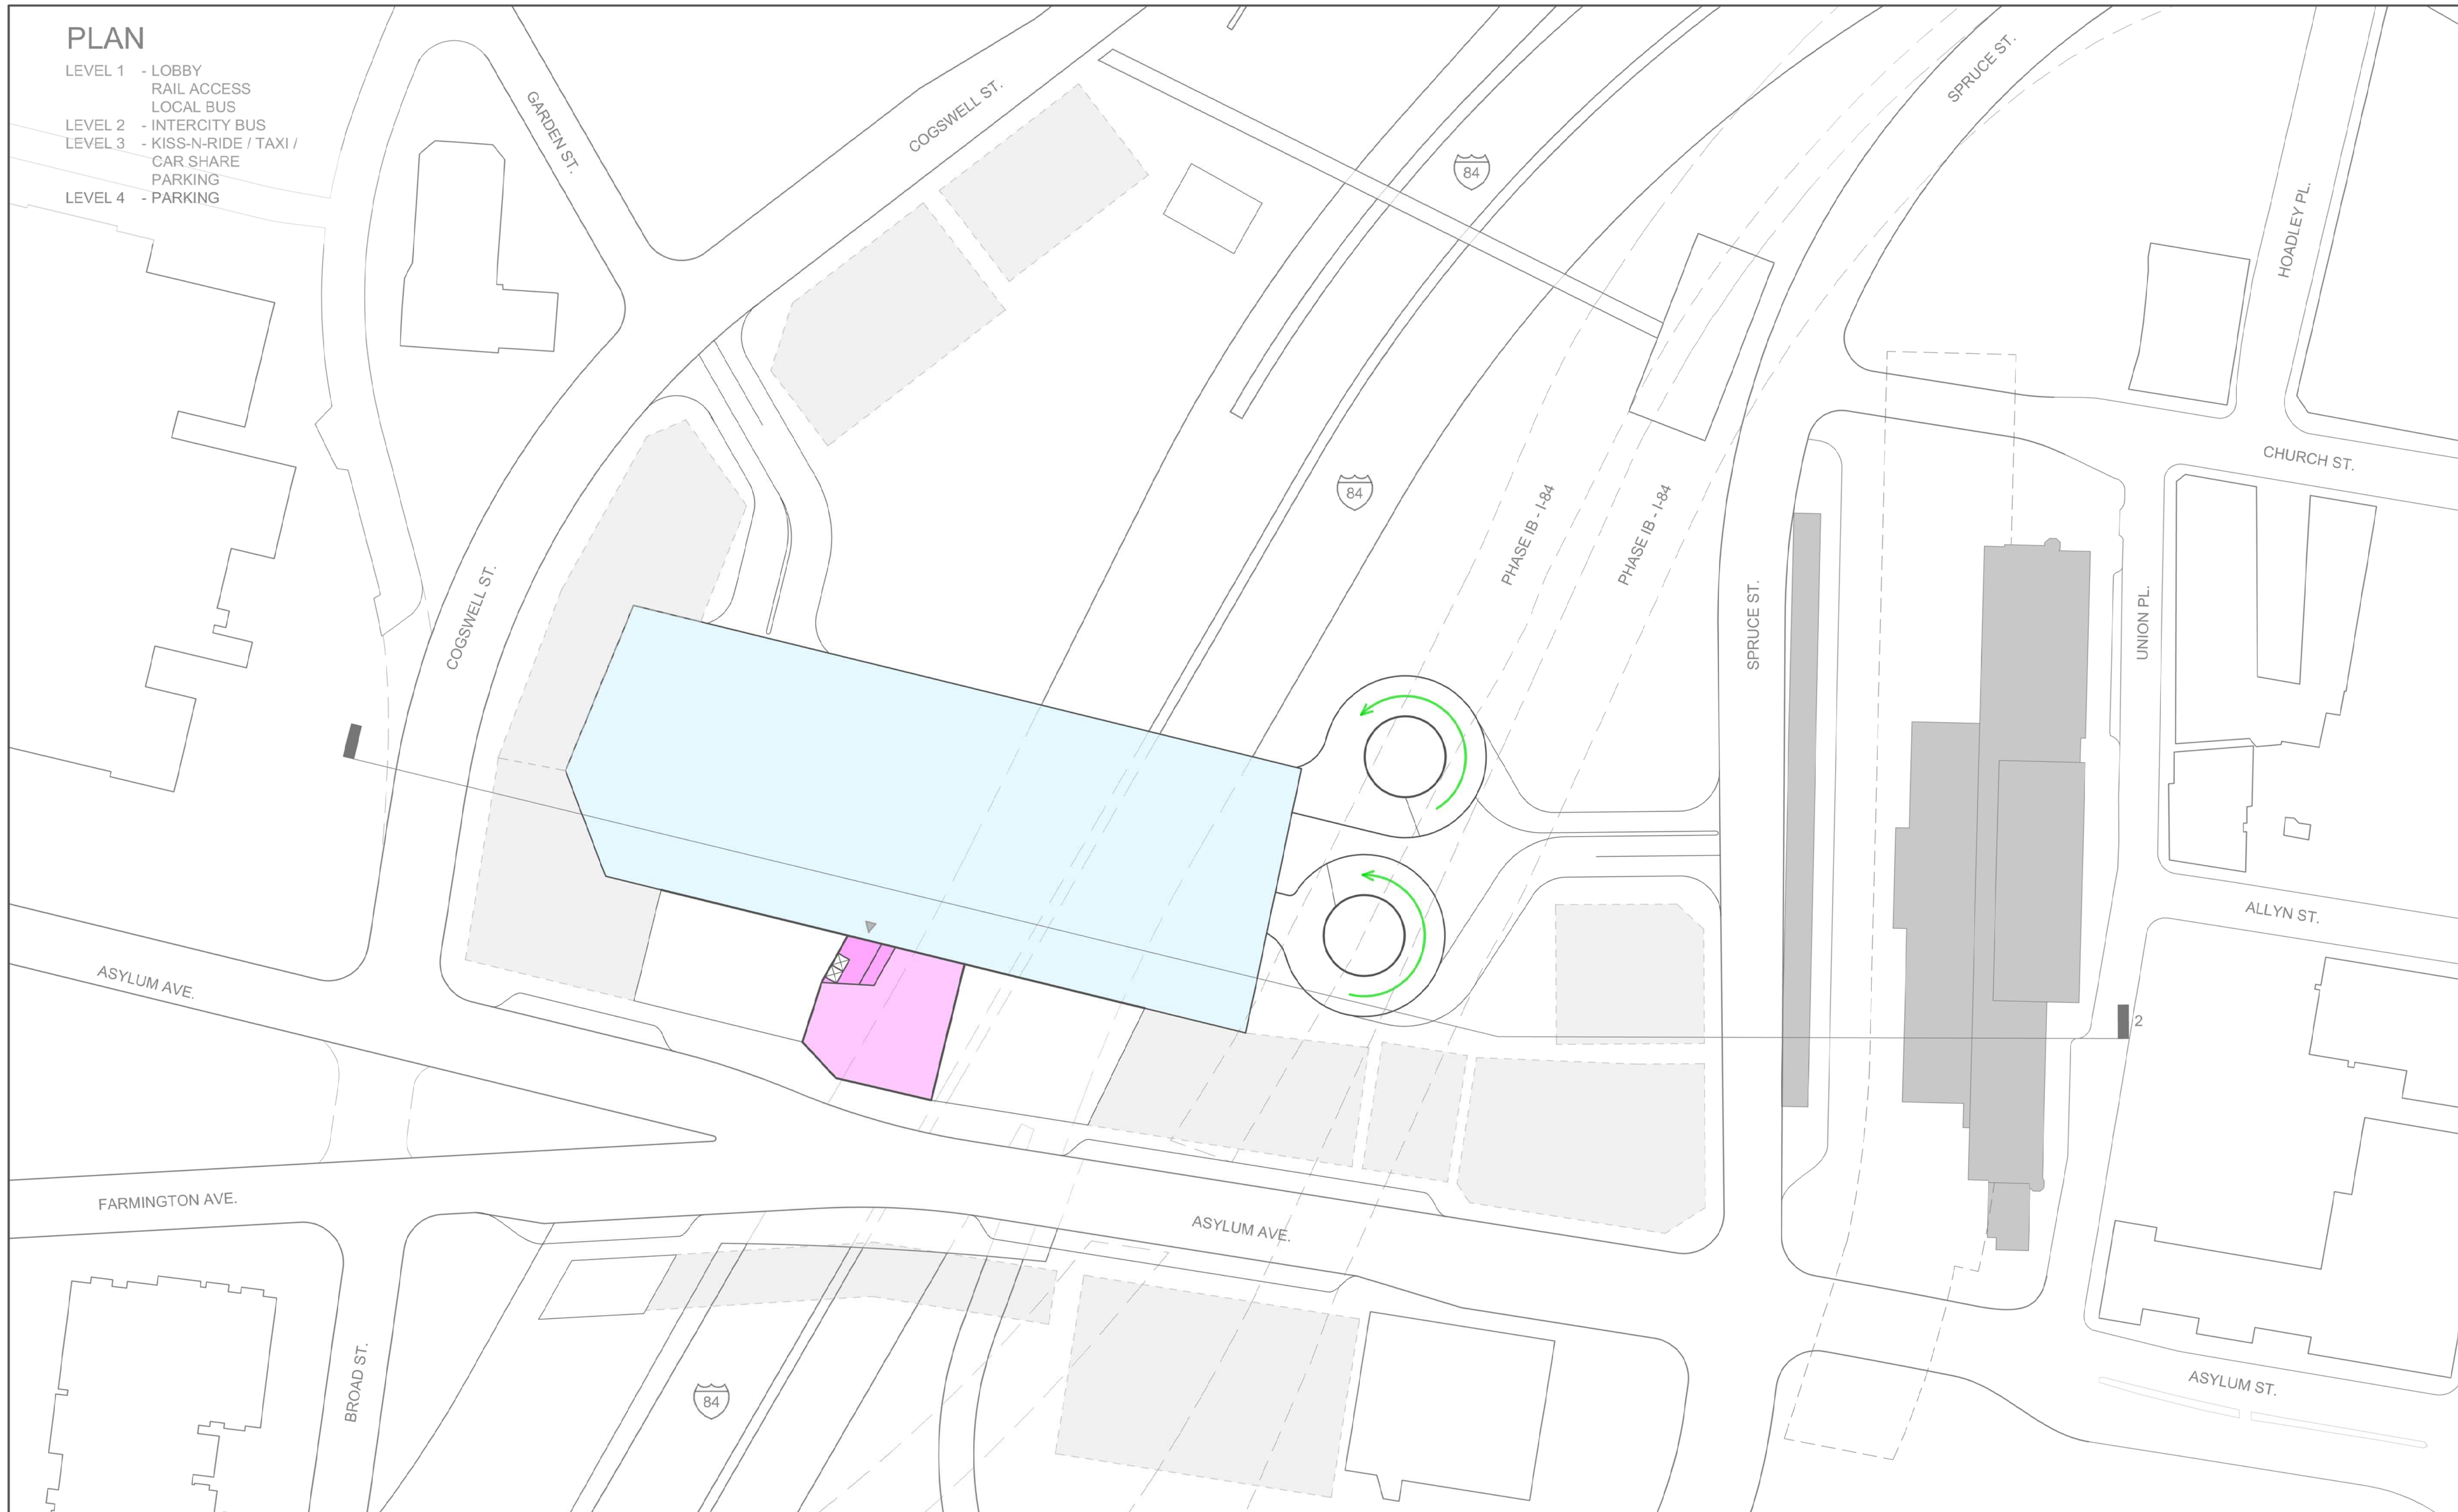 PLAN
LEVEL 1 - LOBBY
RAIL ACCESS
LOCAL BUS
LEVEL 2 - INTERCITY BUS
LEVEL 3 - KISS-N-RIDE / TAXI /
CAR SHARE
PARKING
LEVEL 4 - PARKING
GARDEN ST.
COGSWELL ST.
84
SPRUCE ST.
HOADLEY PL.
CHURCH ST.
84
PHASE IB - I-84
PHASE IB - I-84
COGSWELL ST.
SPRUCE ST.
UNION PL.
ALLYN ST.
ASYLUM AVE.
2
FARMINGTON AVE.
ASYLUM AVE.
BROAD ST.
84
ASYLUM ST.